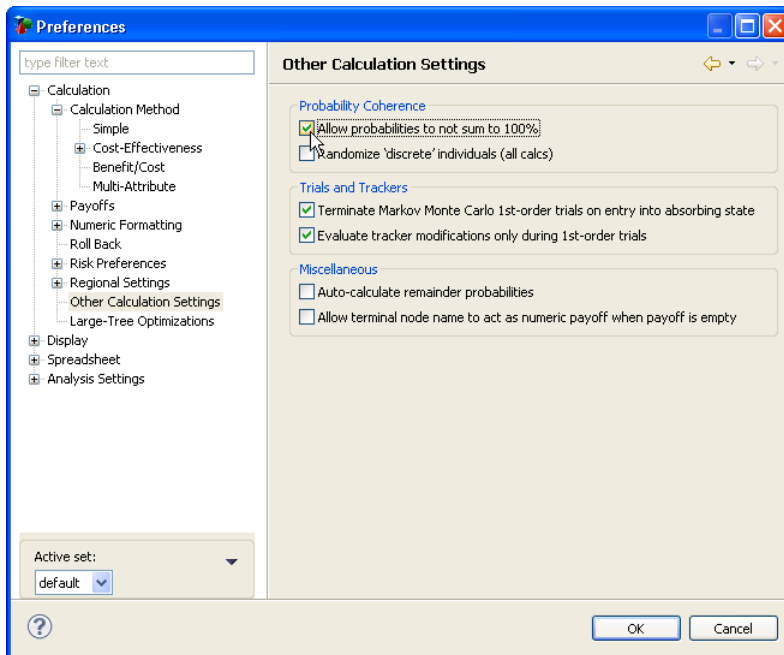 Preferences
type filter text
Calculation
Calculation Method
Simple
Cost-Effectiveness
Benefit/Cost
Multi-Attribute
Payoffs
Numeric Formatting
Roll Back
Risk Preferences
Regional Settings
Other Calculation Settings
Large-Tree Optimizations
Display
Spreadsheet
Analysis Settings
Active set:
default
Other Calculation Settings
Probability Coherence
Allow probabilities to not sum to 100%
Randomize 'discrete' individuals (all calcs)
Trials and Trackers
Terminate Markov Monte Carlo 1st-order trials on entry into absorbing state
Evaluate tracker modifications only during 1st-order trials
Miscellaneous
Auto-calculate remainder probabilities
Allow terminal node name to act as numeric payoff when payoff is empty
?
OK
Cancel